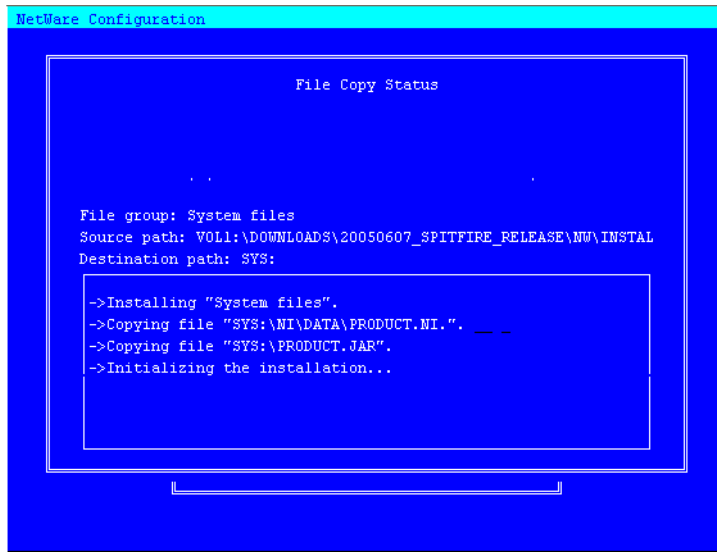 NetWare Configuration
File Copy Status
File group: System files
Source path: VOL1:\DOWNLOADS\20050607_SPITFIRE_RELEASE\NW\INSTAL
Destination path: SYS:
->Installing "System files".
->Copying file "SYS:\NI\DATA\PRODUCT.NI.".
->Copying file "SYS:\PRODUCT.JAR".
->Initializing the installation...